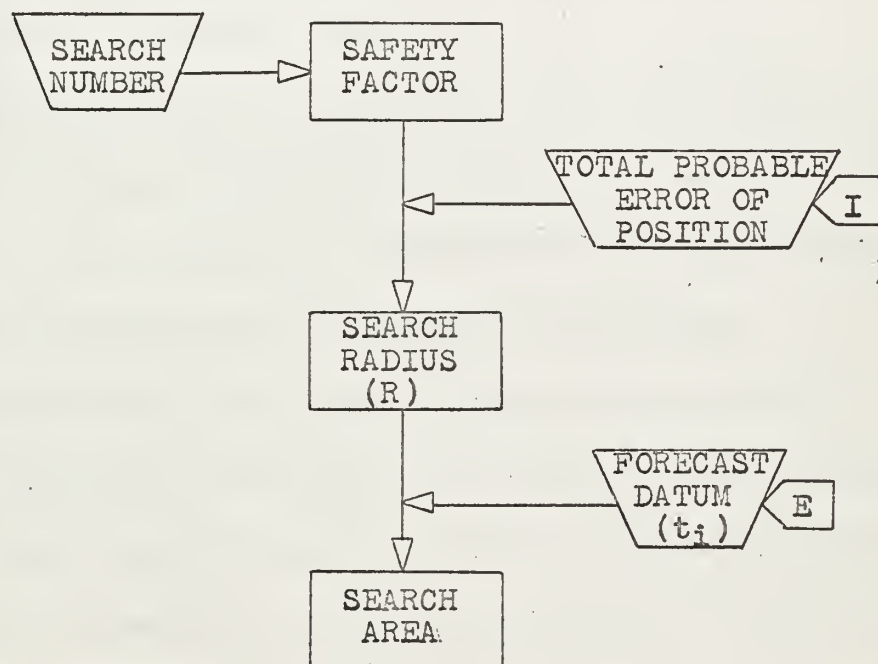 SEARCH
NUMBER
SAFETY
FACTOR
TOTAL PROBABLE
ERROR OF
POSITION
I
SEARCH
RADIUS
(R)
FORECAST
DATUM
(tᵢ)
E
SEARCH
AREA